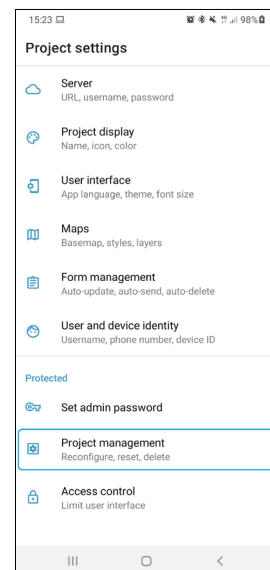 15:23 98%
Project settings
Server
URL, username, password
Project display
Name, icon, color
User interface
App language, theme, font size
Maps
Basemap, styles, layers
Form management
Auto-update, auto-send, auto-delete
User and device identity
Username, phone number, device ID
Protected
Set admin password
Project management
Reconfigure, reset, delete
Access control
Limit user interface